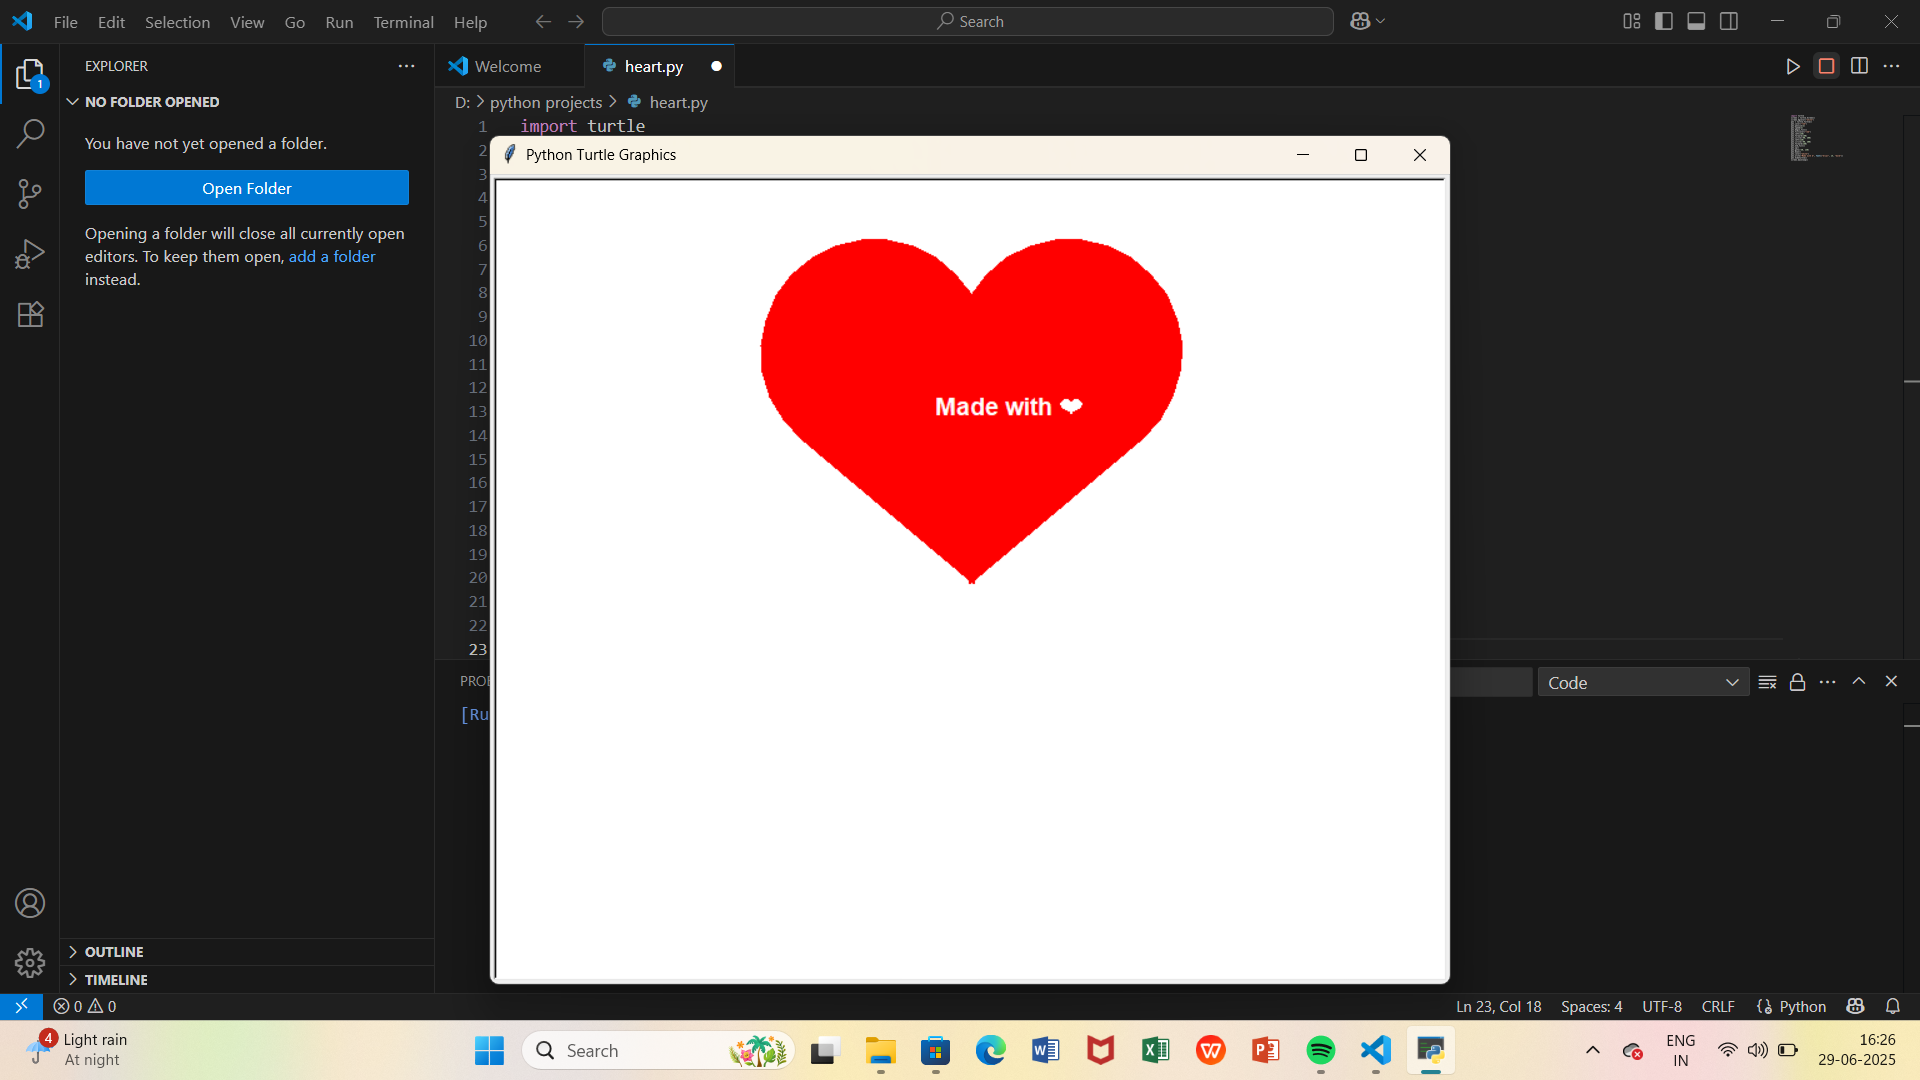 File Edit Selection View Go Run Terminal Help
Search
EXPLORER
1
NO FOLDER OPENED
You have not yet opened a folder.
Open Folder
Opening a folder will close all currently open
editors. To keep them open, add a folder
instead.
OUTLINE
TIMELINE
Welcome
heart.py
D: > python projects > heart.py
1 import turtle
2
3
4
5
6
7
8
9
10
11
12
13
14
15
16
17
18
19
20
21
22
23
Python Turtle Graphics
Made with ❤
Code
[Ru
0 0
Ln 23, Col 18 Spaces: 4 UTF-8 CRLF Python
4
Light rain
At night
Search
ENG
IN
16:26
29-06-2025